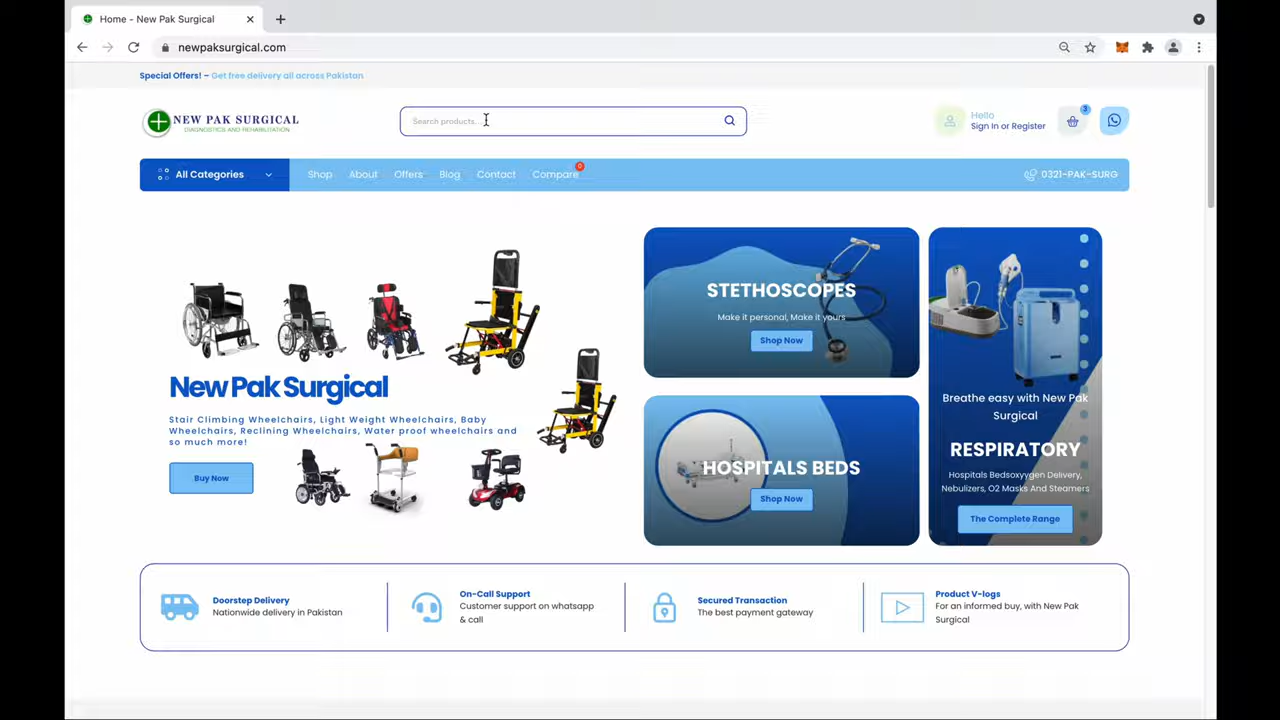 Home - New Pak Surgical
newpaksurgical.com
Special Offers! – Get free delivery all across Pakistan
NEW PAK SURGICAL
DIAGNOSTICS AND REHABILITATION
Search products...
Hello
Sign In or Register
3
All Categories
Shop
About
Offers
Blog
Contact
Compare
0
0321-PAK-SURG
New Pak Surgical
Stair Climbing Wheelchairs, Light Weight Wheelchairs, Baby
Wheelchairs, Reclining Wheelchairs, Water proof wheelchairs and
so much more!
Buy Now
STETHOSCOPES
Make it personal, Make it yours
Shop Now
HOSPITALS BEDS
Shop Now
Breathe easy with New Pak
Surgical
RESPIRATORY
Hospitals Bedsoxygen Delivery,
Nebulizers, O2 Masks And Steamers
The Complete Range
Doorstep Delivery
Nationwide delivery in Pakistan
On-Call Support
Customer support on whatsapp
& call
Secured Transaction
The best payment gateway
Product V-logs
For an informed buy, with New Pak
Surgical